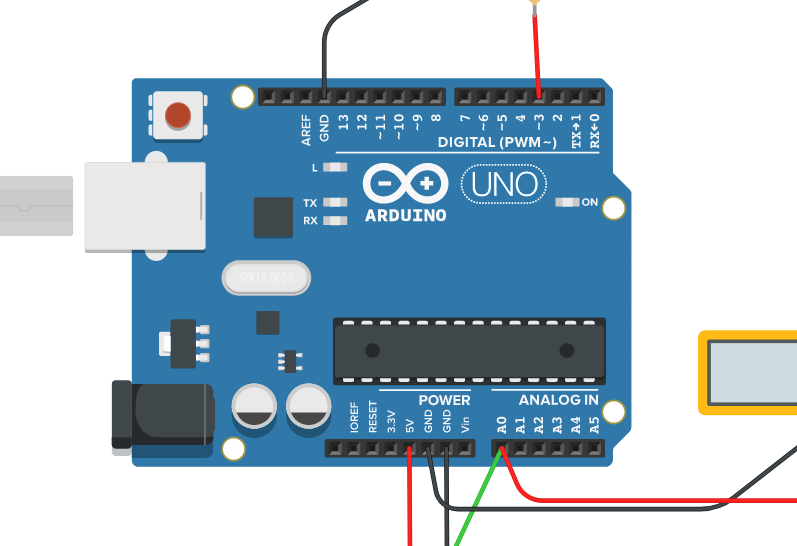 AREF
GND
13
12
~11
~10
~9
8
7
~6
~5
4
~3
2
TX→1
RX←0
DIGITAL (PWM~)
L
TX
RX
ARDUINO
UNO
ON
SPK16.000G
POWER
ANALOG IN
IOREF
RESET
3.3V
5V
GND
GND
Vin
A0
A1
A2
A3
A4
A5